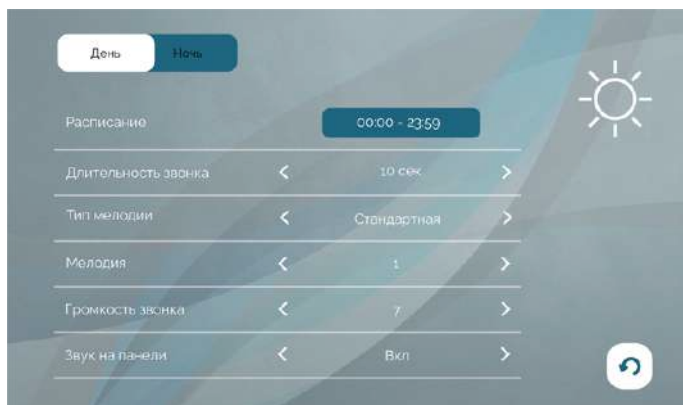 День Ночь
Расписание 00:00 - 23:59
Длительность звонка 10 сек
Тип мелодии Стандартная
Мелодия 1
Громкость звонка 7
Звук на панели Вкл